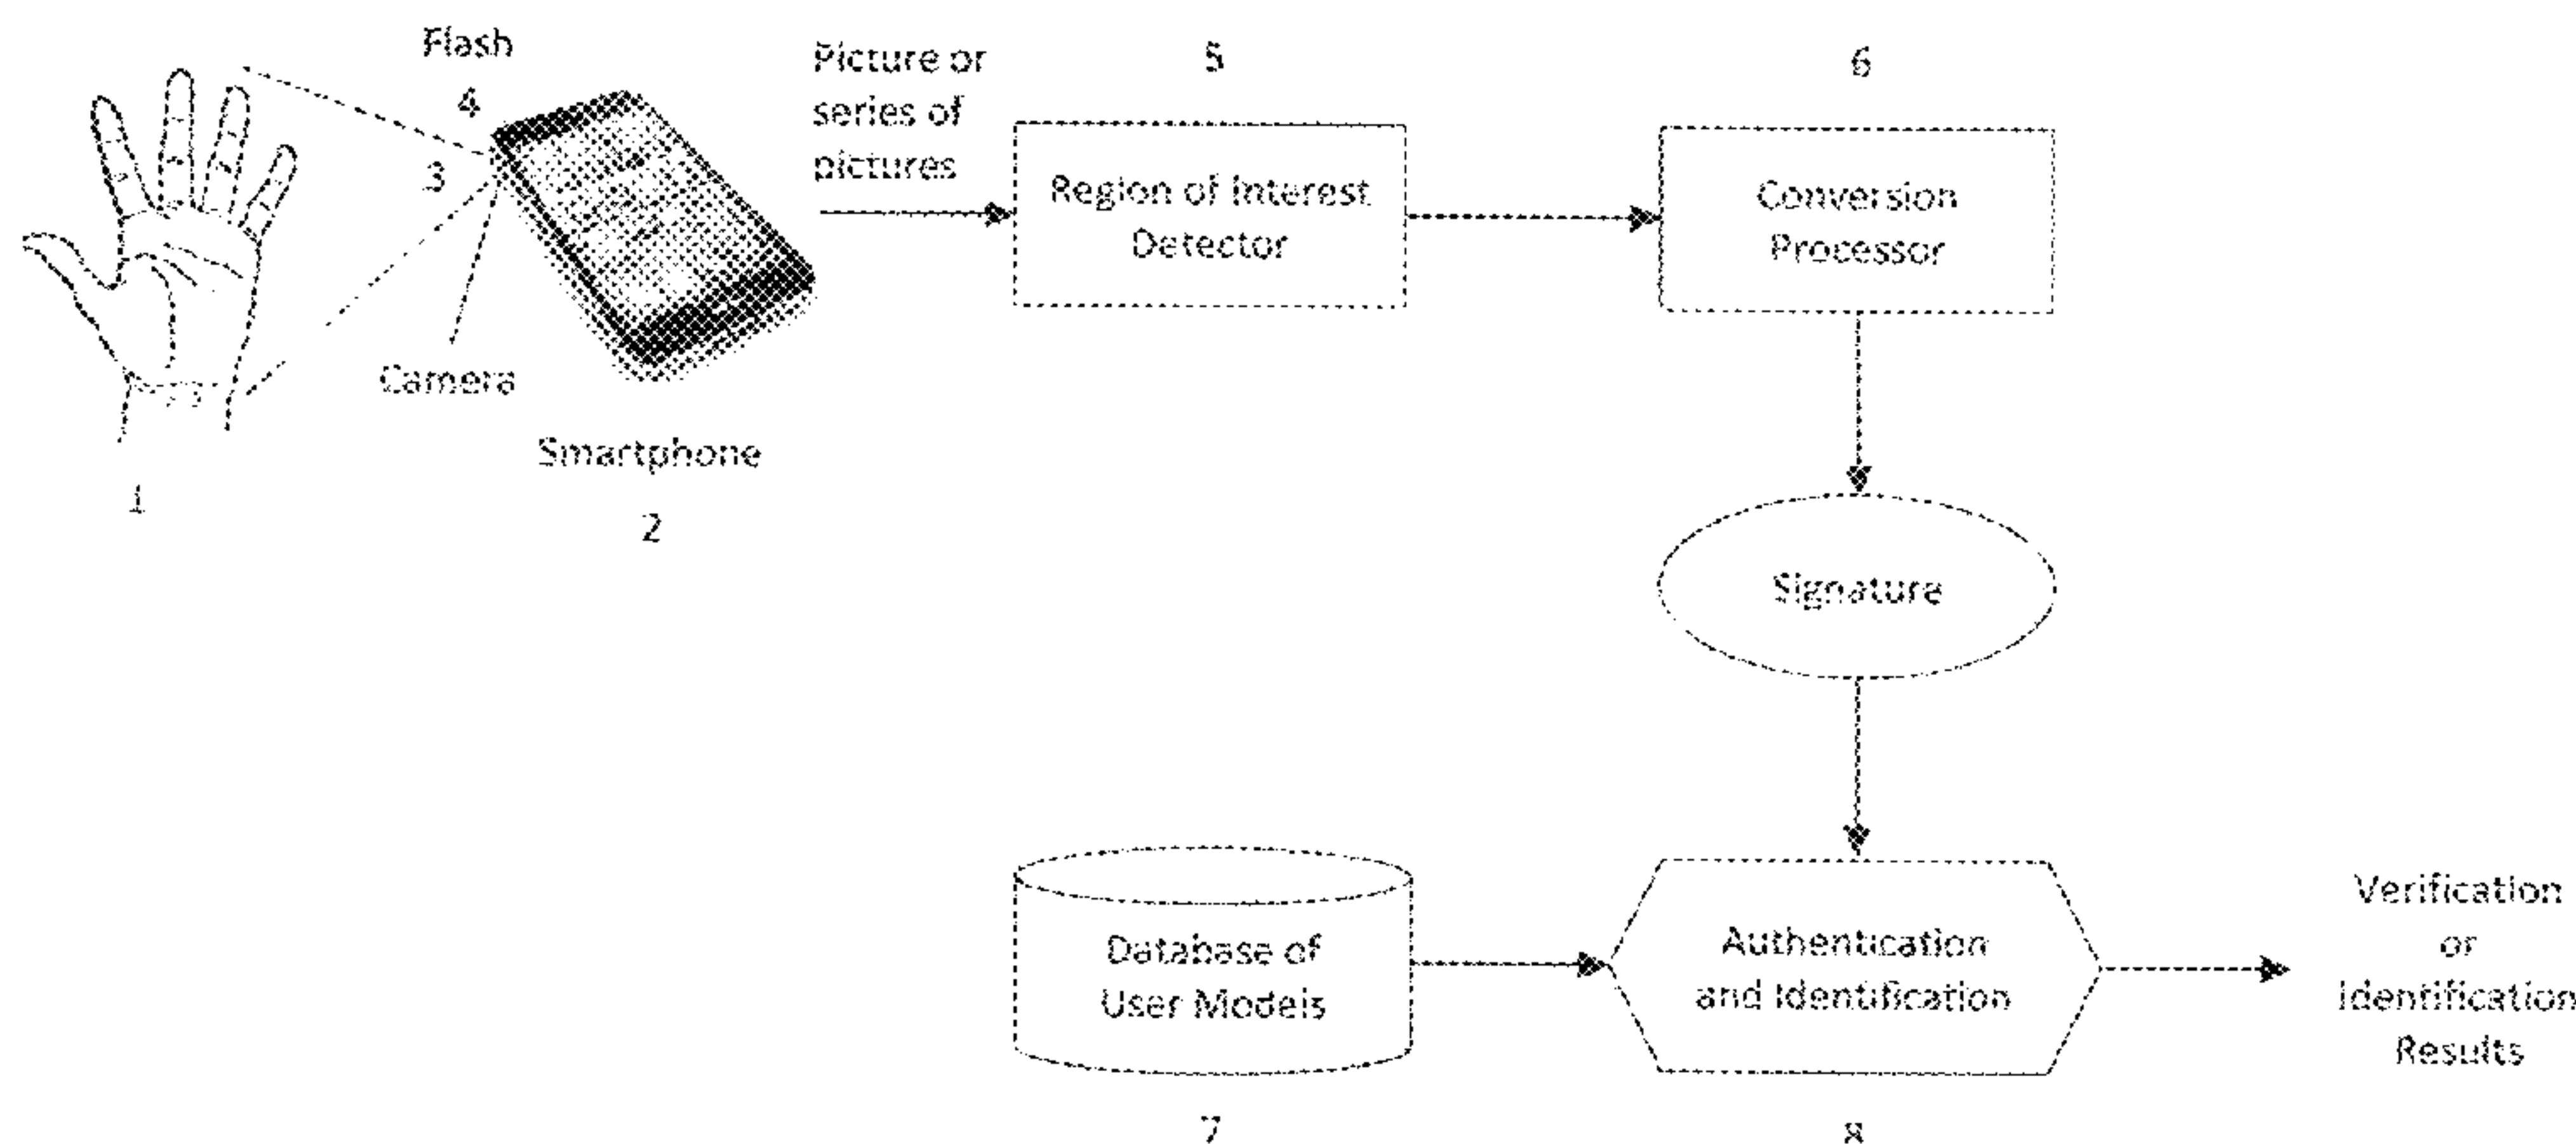 Flash
4
3
Camera
Smartphone
2
1
Picture or
series of
pictures
5
Region of Interest
Detector
6
Conversion
Processor
Signature
Database of
User Models
7
Authentication
and Identification
8
Verification
or
Identification
Results